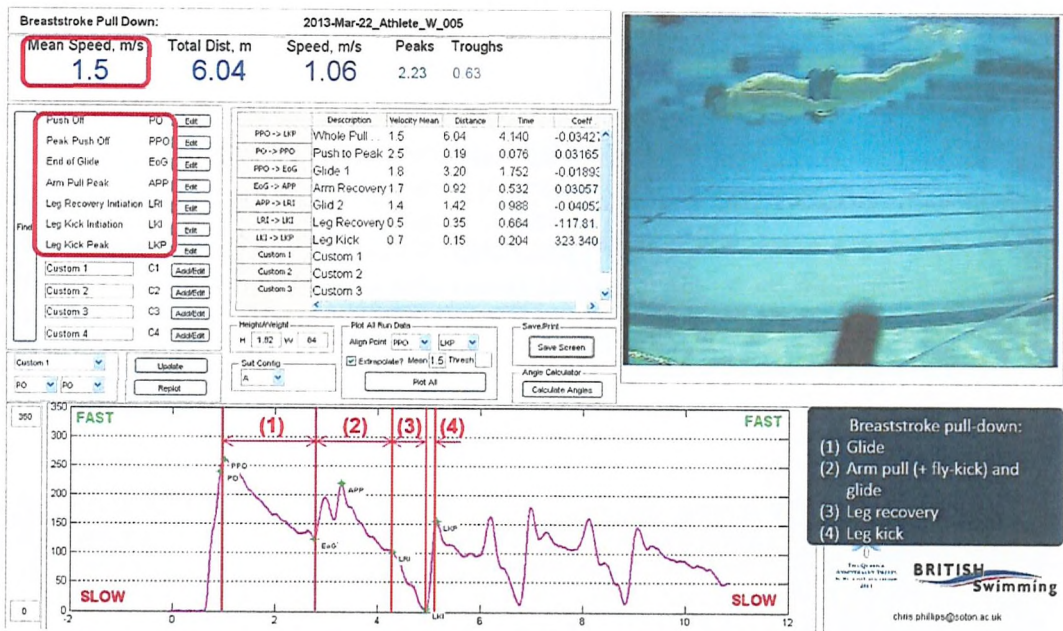 Breaststroke Pull Down: 2013-Mar-22_Athlete_W_005
Mean Speed, m/s Total Dist, m Speed, m/s Peaks Troughs
1.5 6.04 1.06 2.23 0.63
Find
Push Off PO Edit
Peak Push Off PPO Edit
End of Glide EoG Edit
Arm Pull Peak APP Edit
Leg Recovery Initiation LRI Edit
Leg Kick Initiation LKI Edit
Leg Kick Peak LKP Edit
Custom 1 C1 Add/Edit
Custom 2 C2 Add/Edit
Custom 3 C3 Add/Edit
Custom 4 C4 Add/Edit
Description Velocity Mean Distance Time Coeff
PPO -> LKP Whole Pull . 1.5 6.04 4.140 -0.03427
PO -> PPO Push to Peak 2.5 0.19 0.076 0.03165
PPO -> EoG Glide 1 1.8 3.20 1.752 -0.01893
EoG -> APP Arm Recovery 1.7 0.92 0.532 0.03057
APP -> LRI Glid 2 1.4 1.42 0.988 -0.04052
LRI -> LKI Leg Recovery 0.5 0.35 0.664 -117.81
LKI -> LKP Leg Kick 0 7 0.15 0.204 323 340
Custom 1 Custom 1
Custom 2 Custom 2
Custom 3 Custom 3
Custom 1 Update
PO PO Replot
Height/Weight
H 1.82 W 64
Suit Config
A
Plot All Run Data
Align Point PPO LKP
Extrapolate? Mean 1.5 Thresh
Plot All
Save/Print
Save Screen
Angle Calculator
Calculate Angles
350
0
FAST FAST
350
300
250
200
150
100
50
0
(1) (2) (3) (4)
PPO
PO
EoG
APP
LRI
LKI
LKP
SLOW SLOW
-2 0 2 4 6 8 10 12
Breaststroke pull-down:
(1) Glide
(2) Arm pull (+ fly-kick) and
glide
(3) Leg recovery
(4) Leg kick
BRITISH
Swimming
chris phillips@soton ac uk